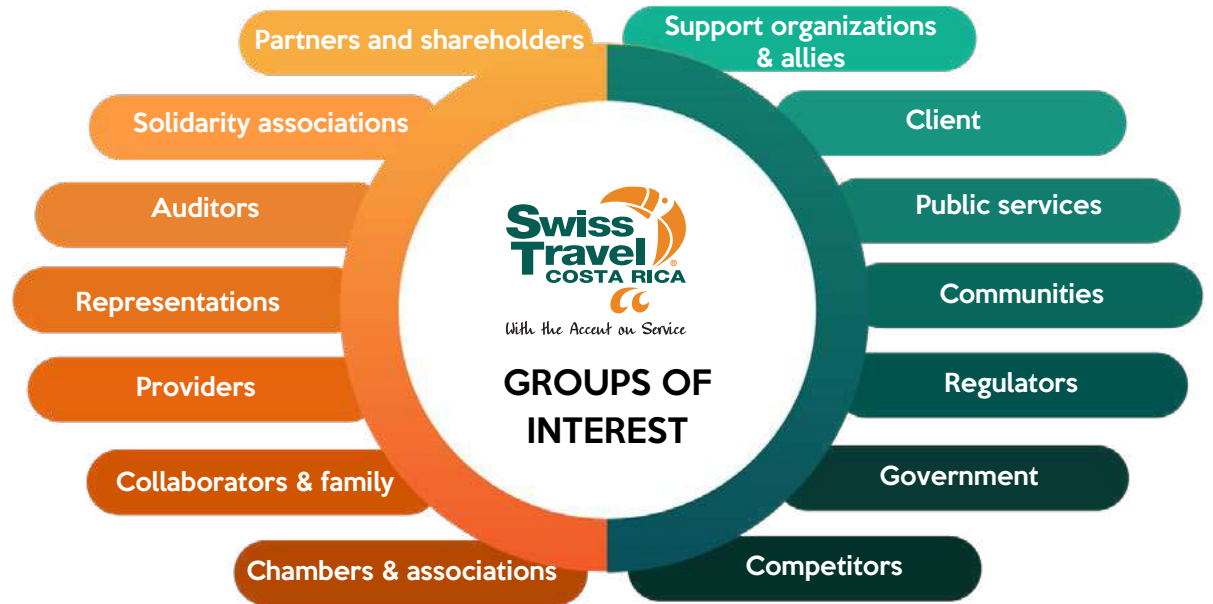 Partners and shareholders
Solidarity associations
Auditors
Representations
Providers
Collaborators & family
Chambers & associations
Swiss
Travel
®
COSTA RICA
With the Accent on Service
GROUPS OF
INTEREST
Support organizations
& allies
Client
Public services
Communities
Regulators
Government
Competitors